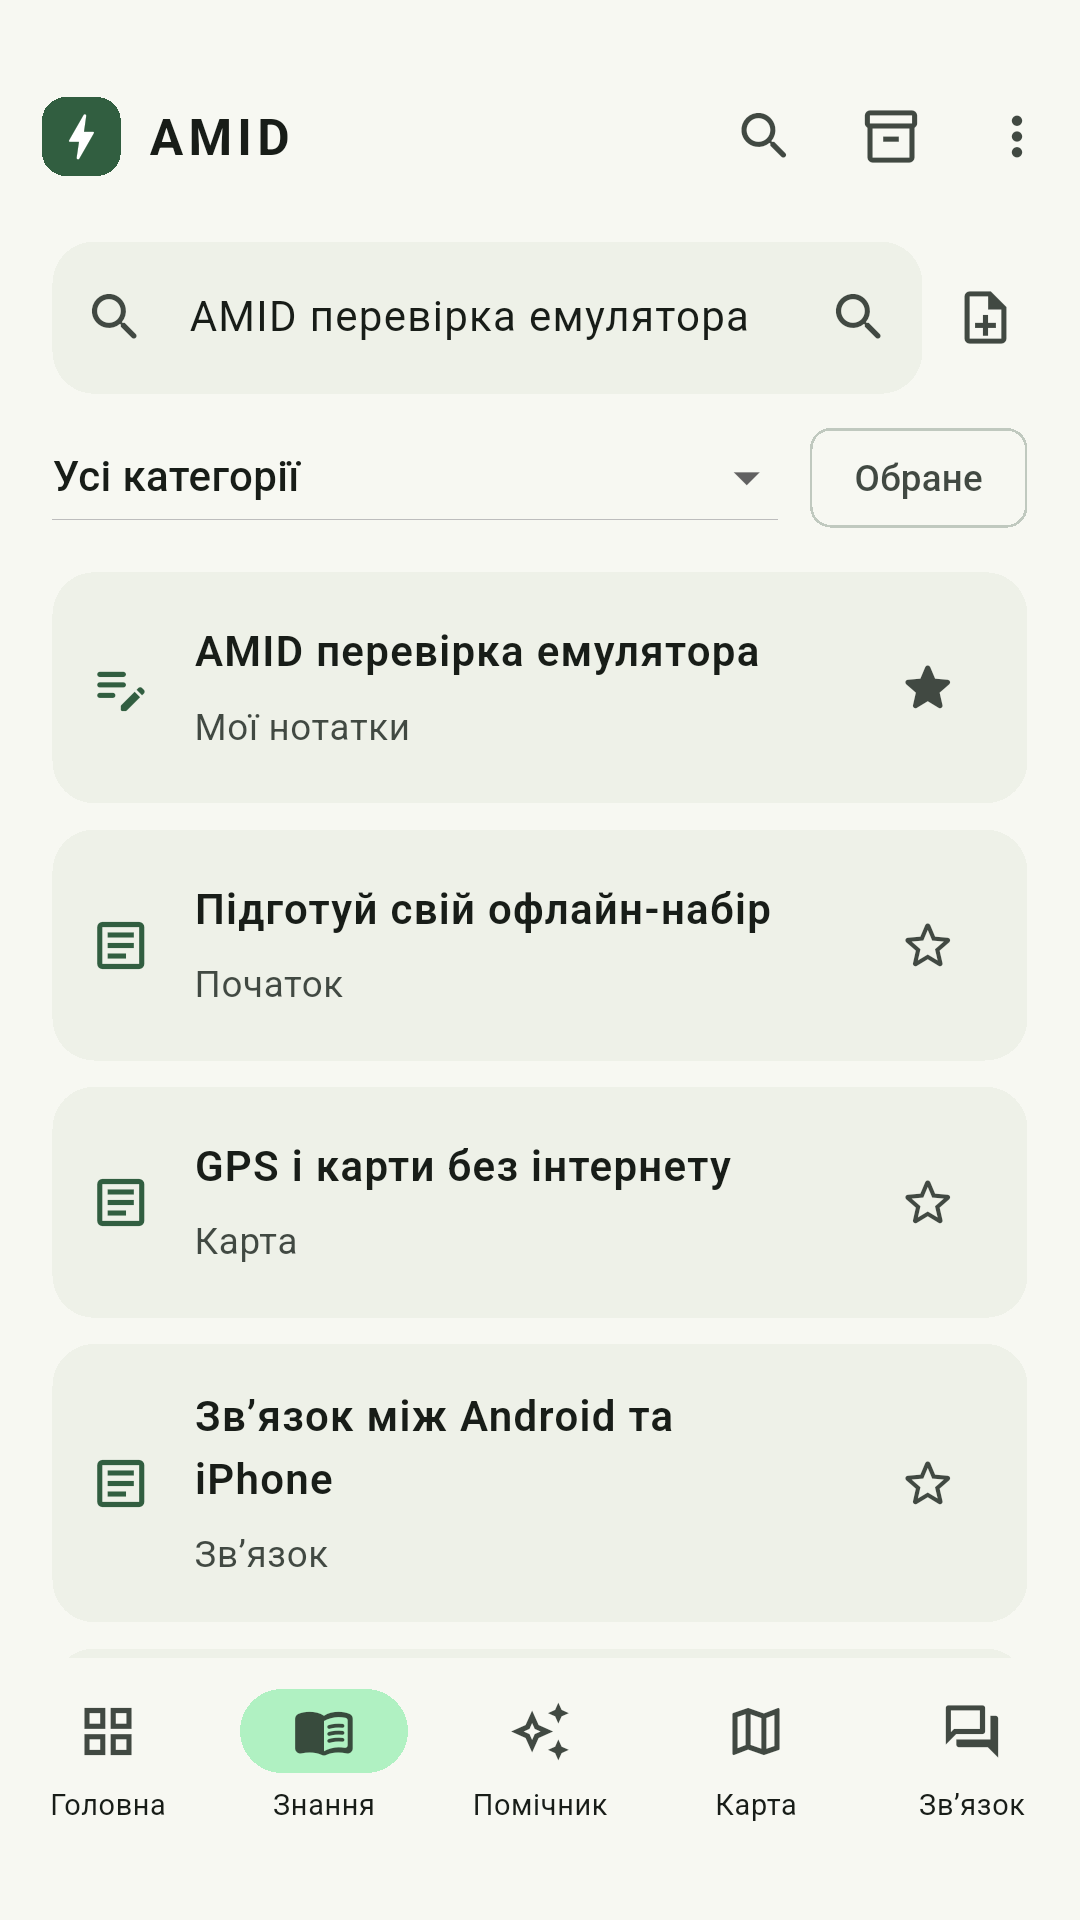 AMID
AMID перевірка емулятора
Усі категорії
Обране
AMID перевірка емулятора
Мої нотатки
Підготуй свій офлайн-набір
Початок
GPS і карти без інтернету
Карта
Зв’язок між Android та
iPhone
Зв’язок
Головна
Знання
Помічник
Карта
Зв’язок